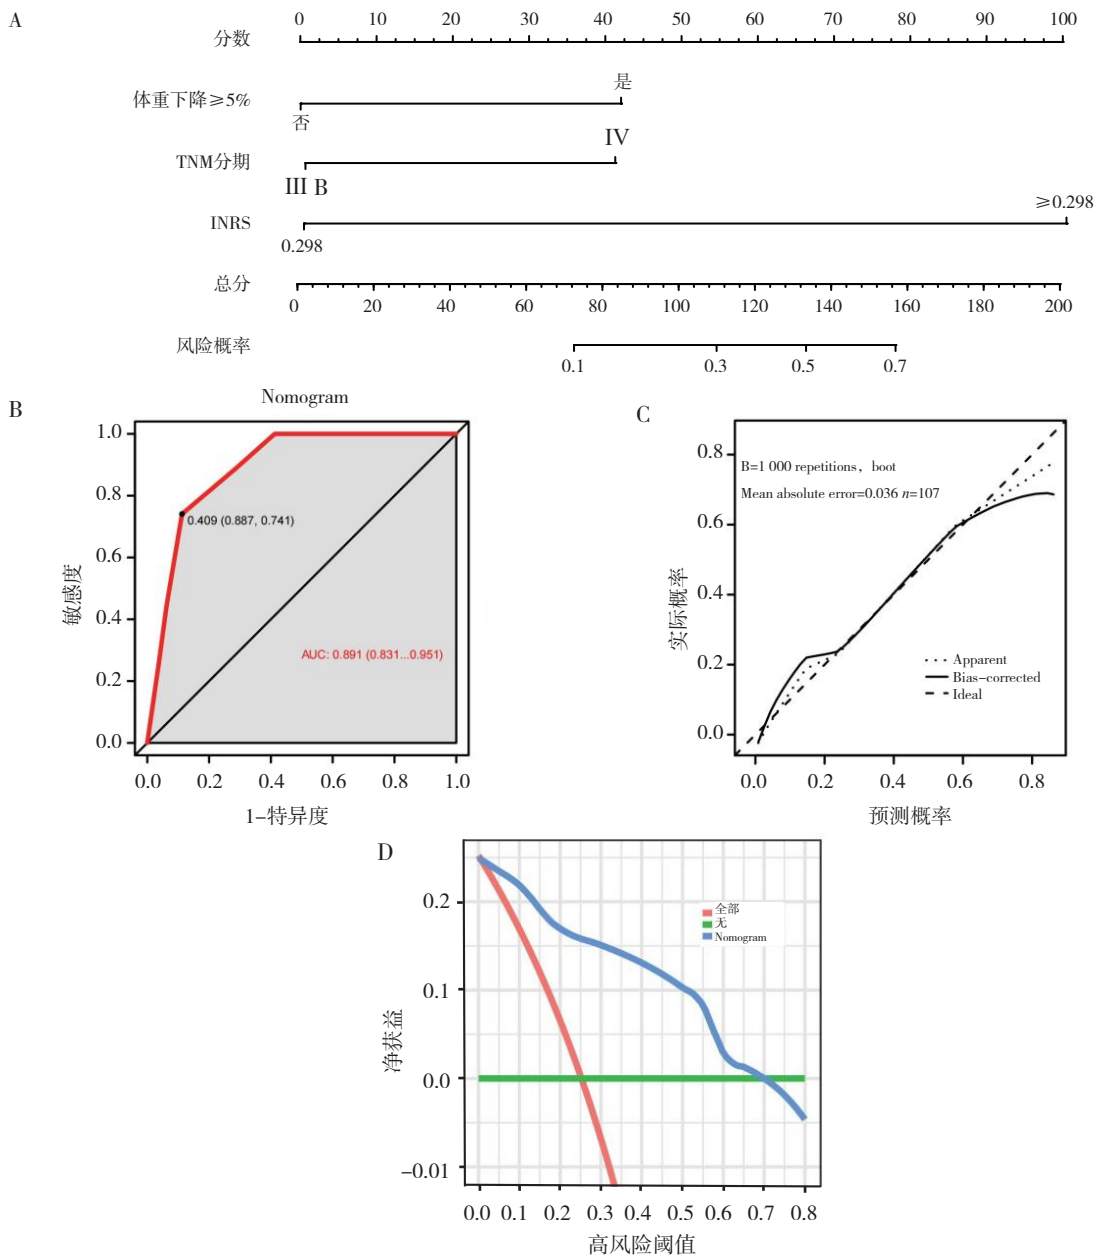 A
0 10 20 30 40 50 60 70 80 90 100
分数
是
体重下降≥5%
否
IV
TNM分期
III B
≥0.298
INRS
0.298
总分
0 20 40 60 80 100 120 140 160 180 200
风险概率
0.1 0.3 0.5 0.7
B
Nomogram
1.0
0.8
0.6
0.4
0.2
0.0
敏感度
0.409 (0.887, 0.741)
AUC: 0.891 (0.831...0.951)
0.0 0.2 0.4 0.6 0.8 1.0
1-特异度
C
0.8
0.6
0.4
0.2
0.0
实际概率
B=1 000 repetitions, boot
Mean absolute error=0.036 n=107
Apparent
Bias-corrected
Ideal
0.0 0.2 0.4 0.6 0.8
预测概率
D
0.2
0.1
0.0
-0.01
净获益
全部
无
Nomogram
0.0 0.1 0.2 0.3 0.4 0.5 0.6 0.7 0.8
高风险阈值